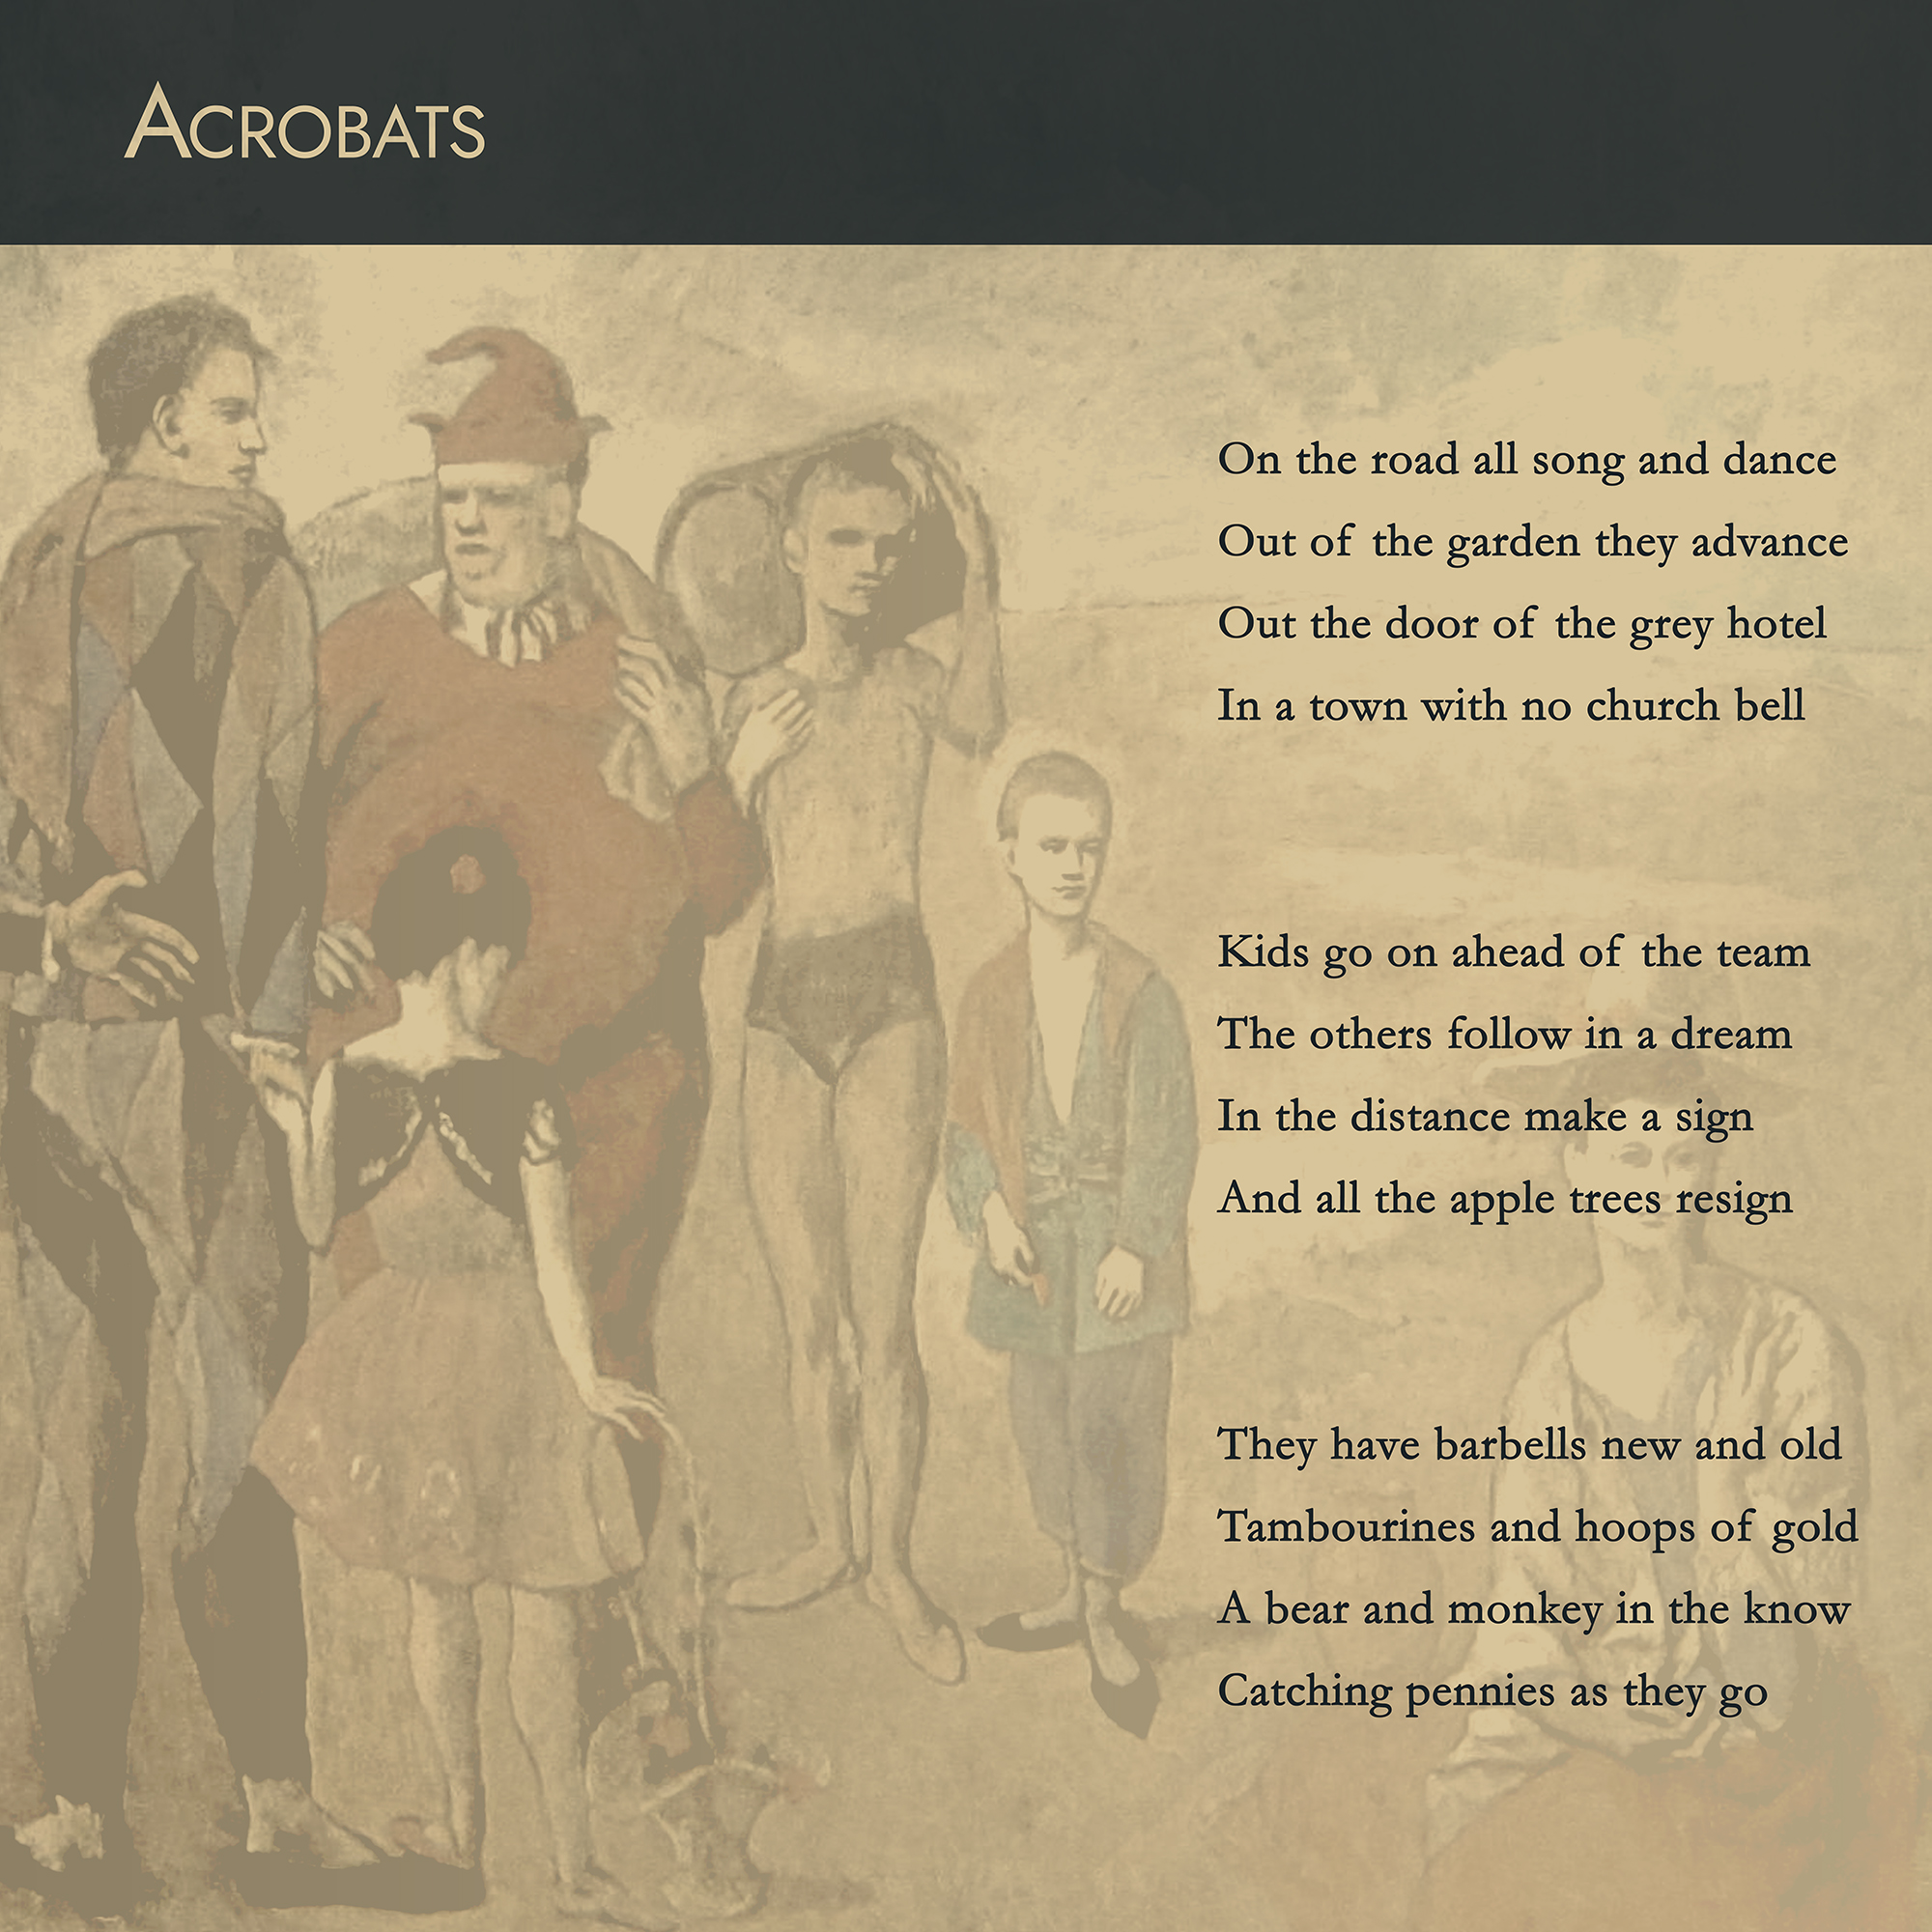 ACROBATS
On the road all song and dance
Out of the garden they advance
Out the door of the grey hotel
In a town with no church bell
Kids go on ahead of the team
The others follow in a dream
In the distance make a sign
And all the apple trees resign
They have barbells new and old
Tambourines and hoops of gold
A bear and monkey in the know
Catching pennies as they go